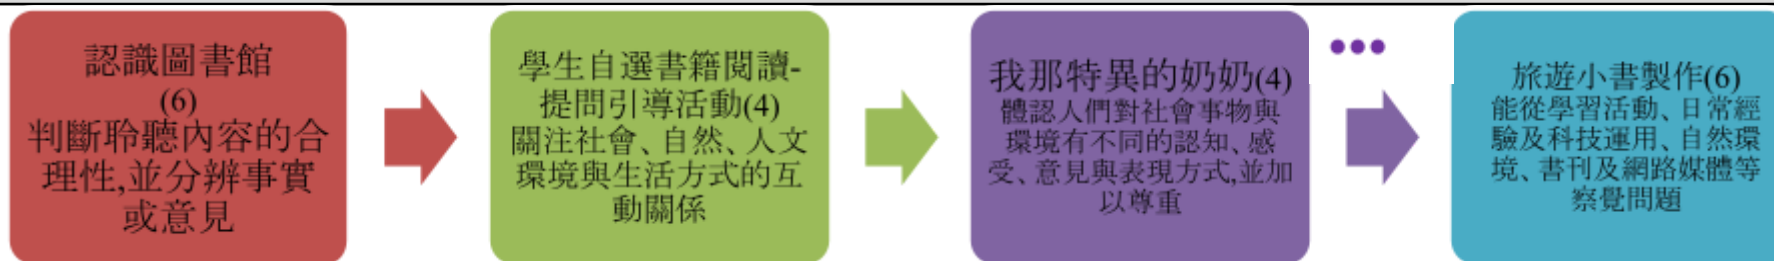 認識圖書館
(6)
判斷聆聽內容的合
理性,並分辨事實
或意見
學生自選書籍閱讀-
提問引導活動(4)
關注社會、自然、人文
環境與生活方式的互
動關係
我那特異的奶奶(4)
體認人們對社會事物與
環境有不同的認知、感
受、意見與表現方式,並加
以尊重
旅遊小書製作(6)
能從學習活動、日常經
驗及科技運用、自然環
境、書刊及網路媒體等
察覺問題